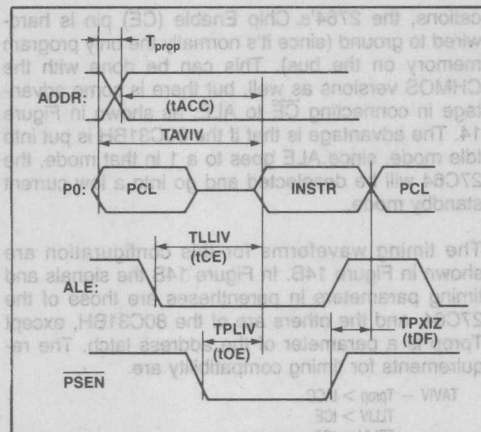 Tprop
ADDR:
(tACC)
TAVIV
P0: PCL INSTR PCL
TLLIV
(tCE)
ALE:
TPLIV TPXIZ
(tOE) (tDF)
PSEN
cations, the 2764's Chip Enable (CE) pin is hard-
wired to ground (since it's normally the only program
memory on the bus). This can be done with the
CHMOS versions as well, but there is some advan-
tage in connecting CE to ALE, as shown in Figure
14. The advantage is that if the 80C31BH is put into
Idle mode, since ALE goes to a 1 in that mode, the
27C64 will be deselected and go into a low current
standby mode.
The timing waveforms for this configuration are
shown in Figure 14B. In Figure 14B the signals and
timing parameters in parentheses are those of the
27C64, and the others are of the 80C31BH, except
Tprop is a parameter of the address latch. The re-
quirements for timing compatibility are
TAVIV − Tprop > tACC
TLLIV > tCE